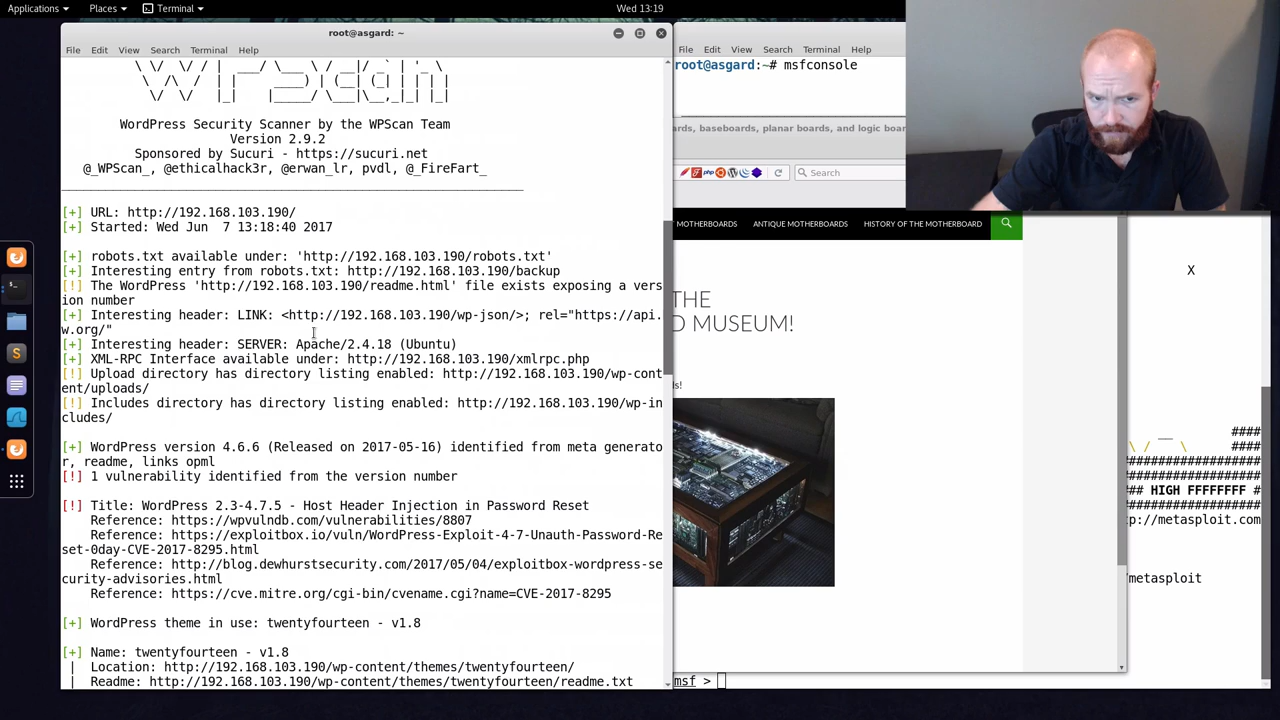 Applications Places Terminal Wed 13:19
root@asgard: ~
File Edit View Search Terminal Help
WordPress Security Scanner by the WPScan Team
Version 2.9.2
Sponsored by Sucuri - https://sucuri.net
@_WPScan_, @ethicalhack3r, @erwan_lr, pvdl, @_FireFart_
[+] URL: http://192.168.103.190/
[+] Started: Wed Jun  7 13:18:40 2017
[+] robots.txt available under: 'http://192.168.103.190/robots.txt'
[+] Interesting entry from robots.txt: http://192.168.103.190/backup
[!] The WordPress 'http://192.168.103.190/readme.html' file exists exposing a vers
ion number
[+] Interesting header: LINK: <http://192.168.103.190/wp-json/>; rel="https://api.
w.org/"
[+] Interesting header: SERVER: Apache/2.4.18 (Ubuntu)
[+] XML-RPC Interface available under: http://192.168.103.190/xmlrpc.php
[!] Upload directory has directory listing enabled: http://192.168.103.190/wp-cont
ent/uploads/
[!] Includes directory has directory listing enabled: http://192.168.103.190/wp-in
cludes/
[+] WordPress version 4.6.6 (Released on 2017-05-16) identified from meta generato
r, readme, links opml
[!] 1 vulnerability identified from the version number
[!] Title: WordPress 2.3-4.7.5 - Host Header Injection in Password Reset
Reference: https://wpvulndb.com/vulnerabilities/8807
Reference: https://exploitbox.io/vuln/WordPress-Exploit-4-7-Unauth-Password-Re
set-0day-CVE-2017-8295.html
Reference: http://blog.dewhurstsecurity.com/2017/05/04/exploitbox-wordpress-se
curity-advisories.html
Reference: https://cve.mitre.org/cgi-bin/cvename.cgi?name=CVE-2017-8295
[+] WordPress theme in use: twentyfourteen - v1.8
[+] Name: twentyfourteen - v1.8
|  Location: http://192.168.103.190/wp-content/themes/twentyfourteen/
|  Readme: http://192.168.103.190/wp-content/themes/twentyfourteen/readme.txt
File Edit View Search Terminal Help
root@asgard:~# msfconsole
ards, baseboards, planar boards, and logic boar
php
Search
MOTHERBOARDS ANTIQUE MOTHERBOARDS HISTORY OF THE MOTHERBOARD
THE
D MUSEUM!
ds!
X
####
\ / \ ####
##################
##################
### HIGH FFFFFFFF #
##################
tp://metasploit.com
/metasploit
msf >